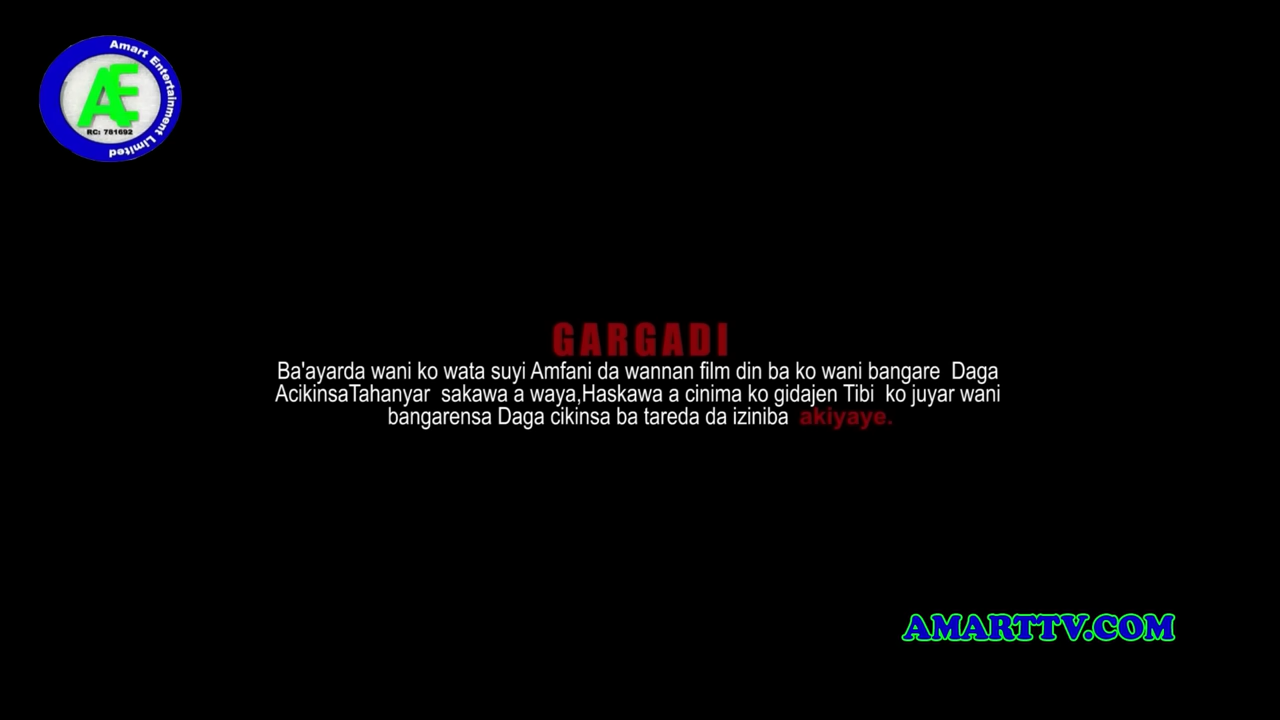 Amart Entertainment Limited
AE
RC: 781692
GARGADI
Ba'ayarda wani ko wata suyi Amfani da wannan film din ba ko wani bangare  Daga
AcikinsaTahanyar  sakawa a waya,Haskawa a cinima ko gidajen Tibi  ko juyar wani
bangarensa Daga cikinsa ba tareda da iziniba  akiyaye.
AMARTTV.COM